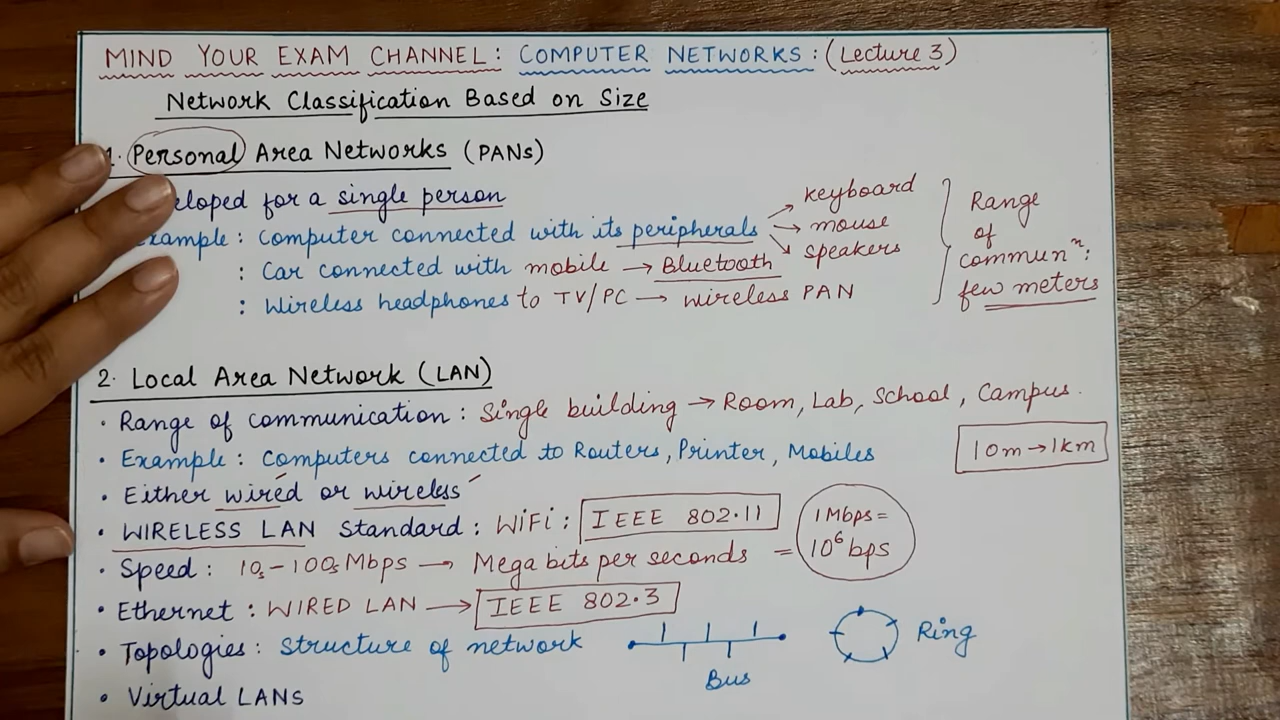 MIND YOUR EXAM CHANNEL: COMPUTER NETWORKS: (Lecture 3)
Network Classification Based on Size
1. Personal Area Networks (PANs)
eloped for a single person
xample: Computer connected with its peripherals → keyboard → mouse → speakers
: Car connected with mobile → Bluetooth
: Wireless headphones to TV/PC → wireless PAN
Range
of
commun^n:
few meters
2. Local Area Network (LAN)
• Range of communication: Single building → Room, Lab, School, Campus.
• Example: Computers connected to Routers, Printer, Mobiles
10m → 1km
• Either wired or wireless
• WIRELESS LAN Standard: WiFi: IEEE 802.11
• Speed: 10s - 100s Mbps → Mega bits per seconds = 1 Mbps = 10^6 bps
• Ethernet: WIRED LAN → IEEE 802.3
• Topologies: Structure of network
Bus
Ring
• Virtual LANs